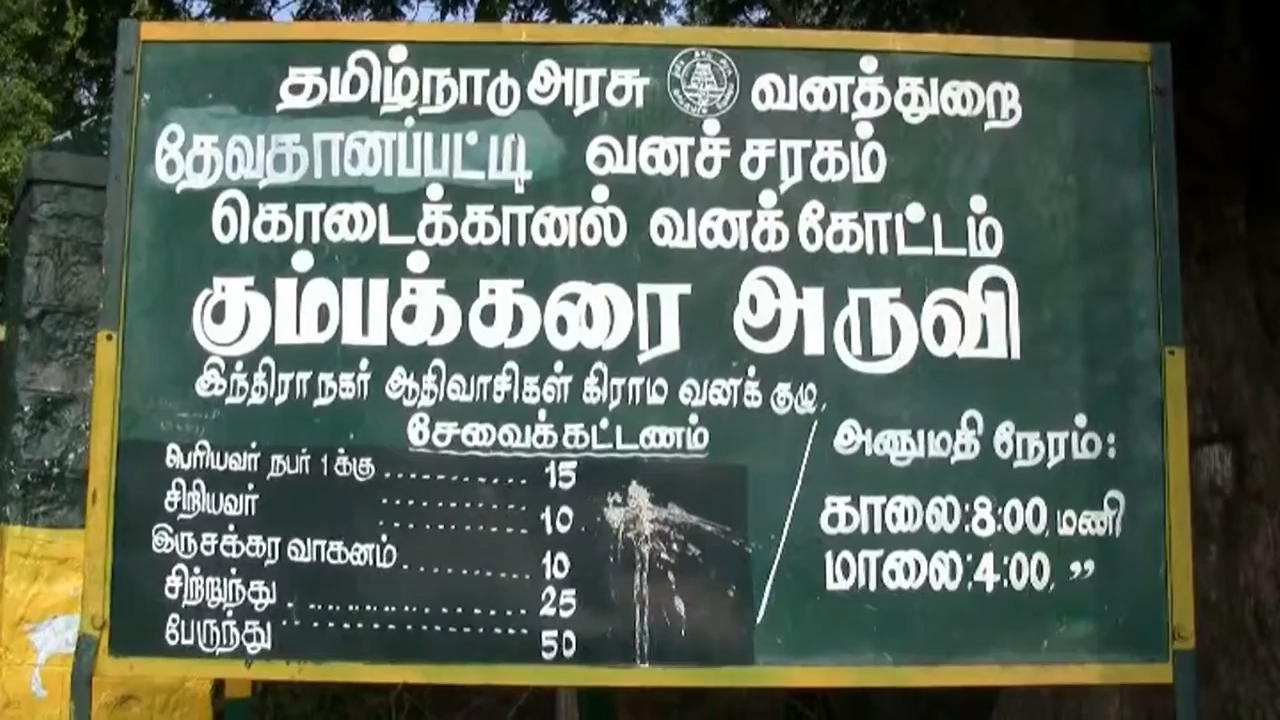 தமிழ்நாடு அரசு வனத்துறை
தேவதானப்பட்டி வனச் சரகம்
கொடைக்கானல் வனக் கோட்டம்
கும்பக்கரை அருவி
இந்திரா நகர் ஆதிவாசிகள் கிராம வனக் குழு,
சேவைக்கட்டணம்
பெரியவர் நபர் 1க்கு .............. 15
சிறியவர் .............. 10
இருசக்கர வாகனம் .............. 10
சிற்றுந்து .............. 25
பேருந்து .............. 50
அனுமதி நேரம்:
காலை:8:00, மணி
மாலை:4:00, ”